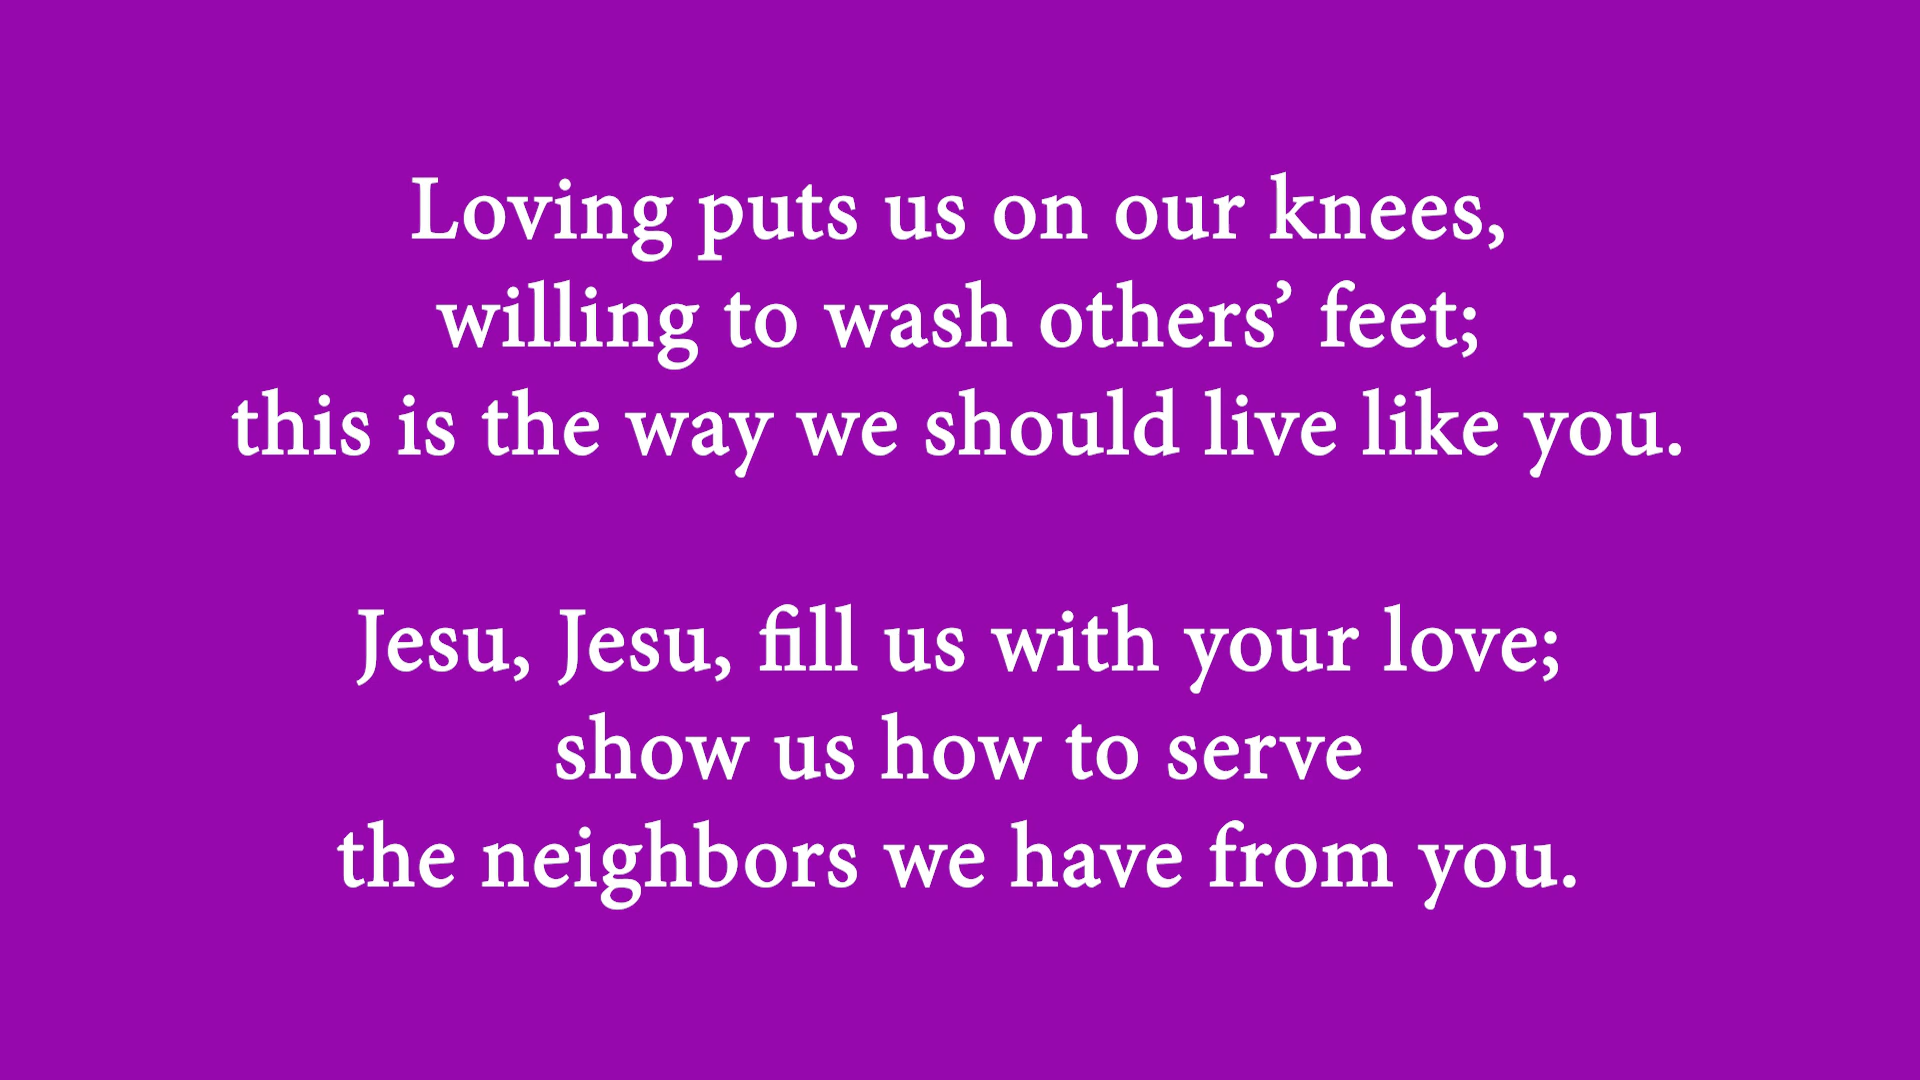 Loving puts us on our knees,
willing to wash others’ feet;
this is the way we should live like you.
Jesu, Jesu, fill us with your love;
show us how to serve
the neighbors we have from you.